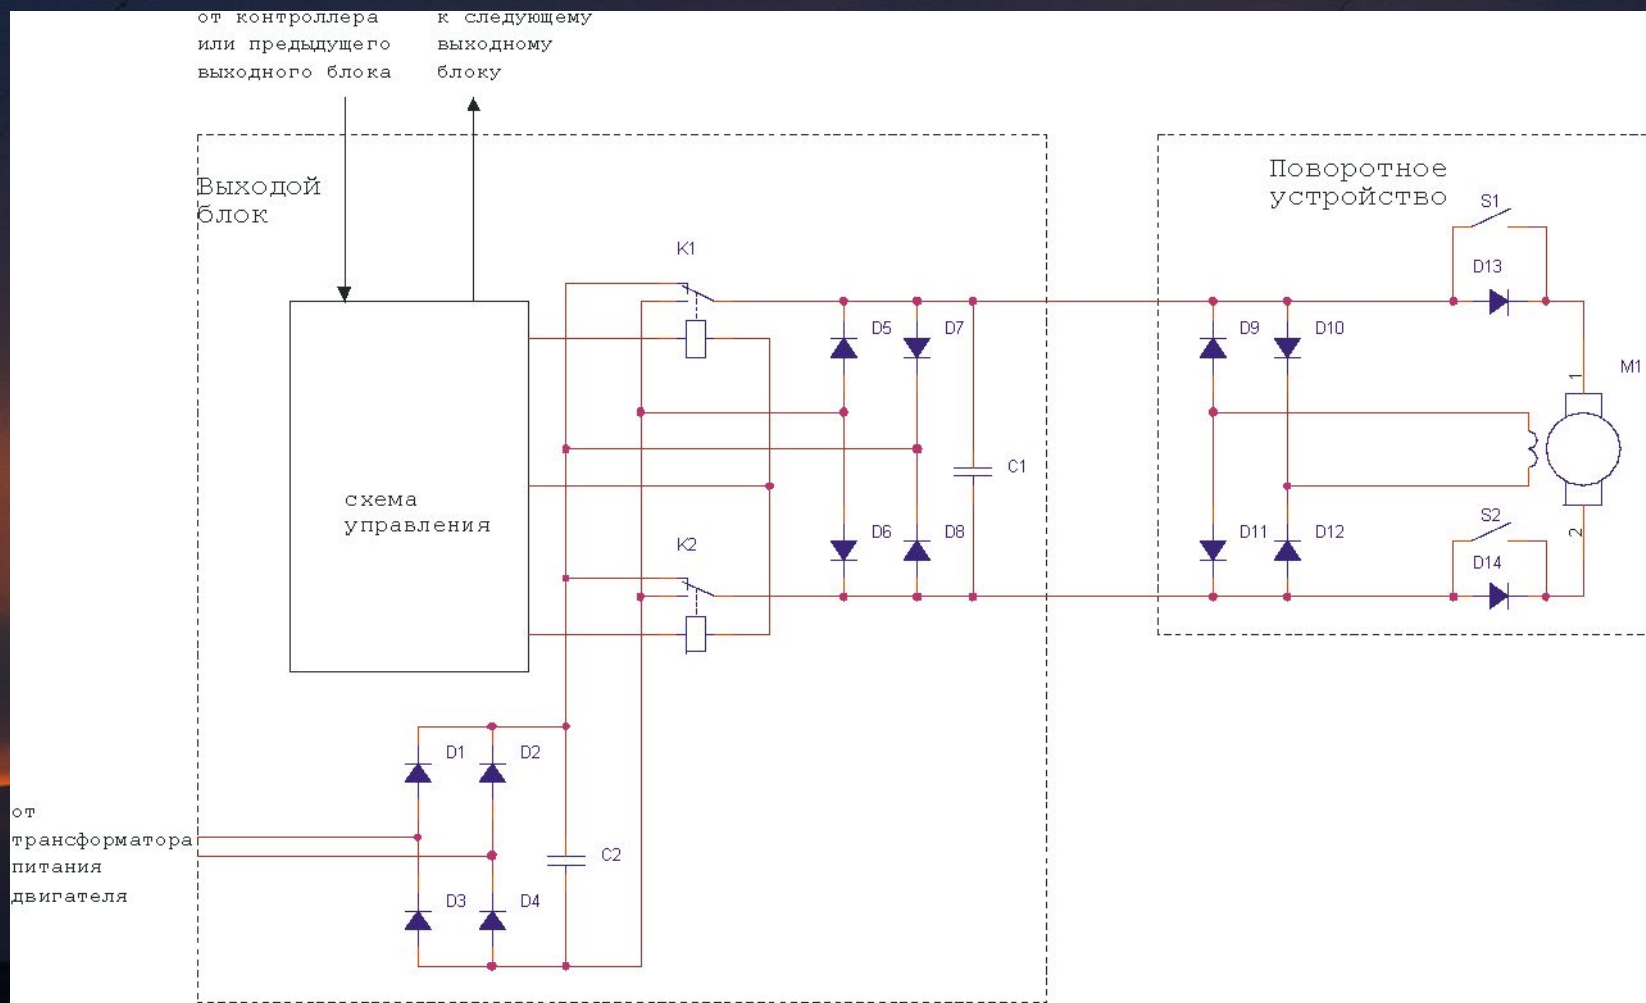 от контроллера
или предыдущего
выходного блока
к следующему
выходному
блоку
Выходой
блок
Поворотное
устройство
S1
K1
D13
D5
D7
D9
D10
M1
1
схема
управления
C1
K2
D6
D8
D11
D12
S2
D14
2
D1
D2
от
трансформатора
питания
двигателя
C2
D3
D4